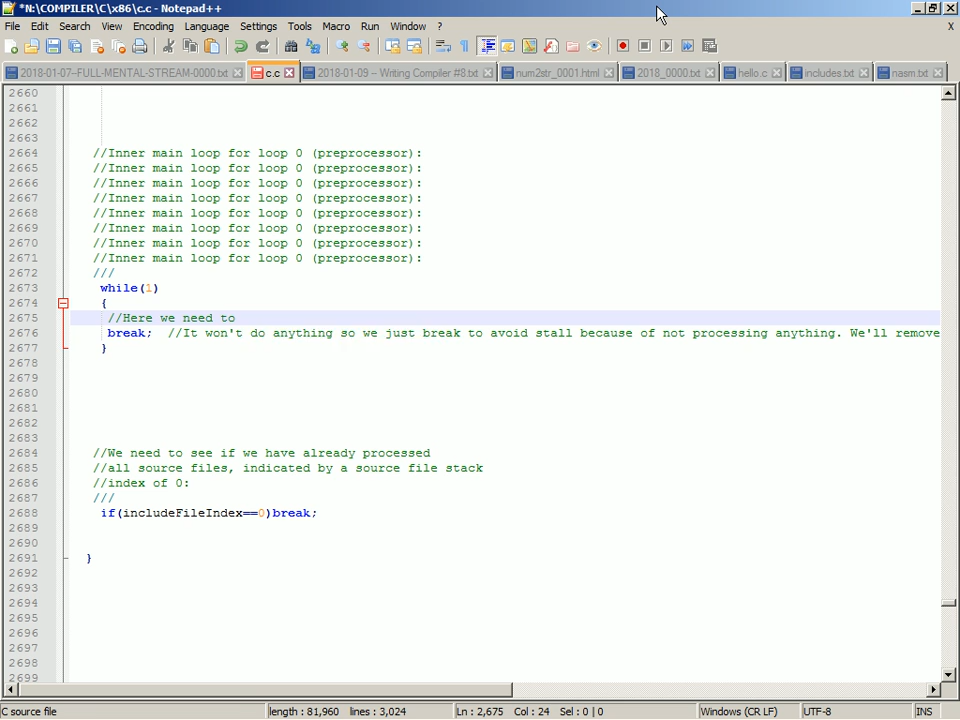 *N:\COMPILER\C\x86\c.c - Notepad++
File Edit Search View Encoding Language Settings Tools Macro Run Window ? X
2018-01-07-FULL-MENTAL-STREAM-0000.txt c.c 2018-01-09 -- Writing Compiler #8.txt num2str_0001.html 2018_0000.txt hello.c includes.txt nasm.txt
2660
2661
2662
2663
2664 //Inner main loop for loop 0 (preprocessor):
2665 //Inner main loop for loop 0 (preprocessor):
2666 //Inner main loop for loop 0 (preprocessor):
2667 //Inner main loop for loop 0 (preprocessor):
2668 //Inner main loop for loop 0 (preprocessor):
2669 //Inner main loop for loop 0 (preprocessor):
2670 //Inner main loop for loop 0 (preprocessor):
2671 //Inner main loop for loop 0 (preprocessor):
2672 ///
2673 while(1)
2674 {
2675 //Here we need to
2676 break; //It won't do anything so we just break to avoid stall because of not processing anything. We'll remove
2677 }
2678
2679
2680
2681
2682
2683
2684 //We need to see if we have already processed
2685 //all source files, indicated by a source file stack
2686 //index of 0:
2687 ///
2688 if(includeFileIndex==0)break;
2689
2690
2691 }
2692
2693
2694
2695
2696
2697
2698
2699
C source file length : 81,960 lines : 3,024 Ln : 2,675 Col : 24 Sel : 0 | 0 Windows (CR LF) UTF-8 INS